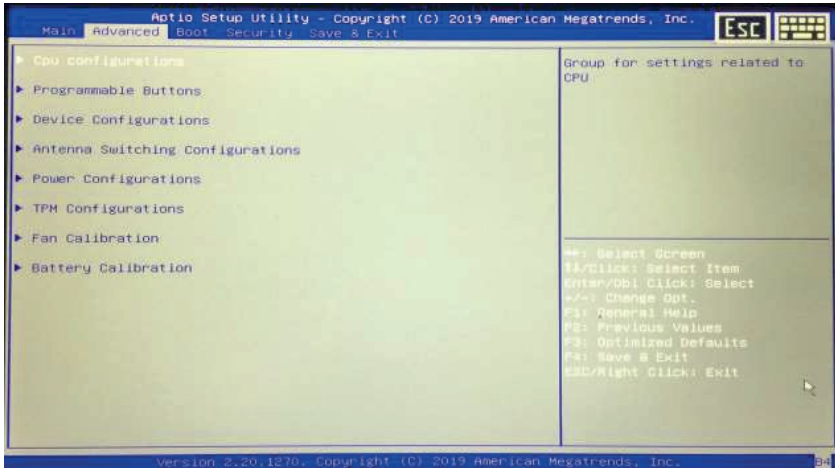 Aptio Setup Utility - Copyright (C) 2019 American Megatrends, Inc.
Main Advanced Boot Security Save & Exit
Esc
▶ Cpu configurations
▶ Programmable Buttons
▶ Device Configurations
▶ Antenna Switching Configurations
▶ Power Configurations
▶ TPM Configurations
▶ Fan Calibration
▶ Battery Calibration
Group for settings related to
CPU
↔: Select Screen
↑↓/Click: Select Item
Enter/Dbl Click: Select
+/-: Change Opt.
F1: General Help
F2: Previous Values
F3: Optimized Defaults
F4: Save & Exit
ESC/Right Click: Exit
Version 2.20.1270. Copyright (C) 2019 American Megatrends, Inc.
B4